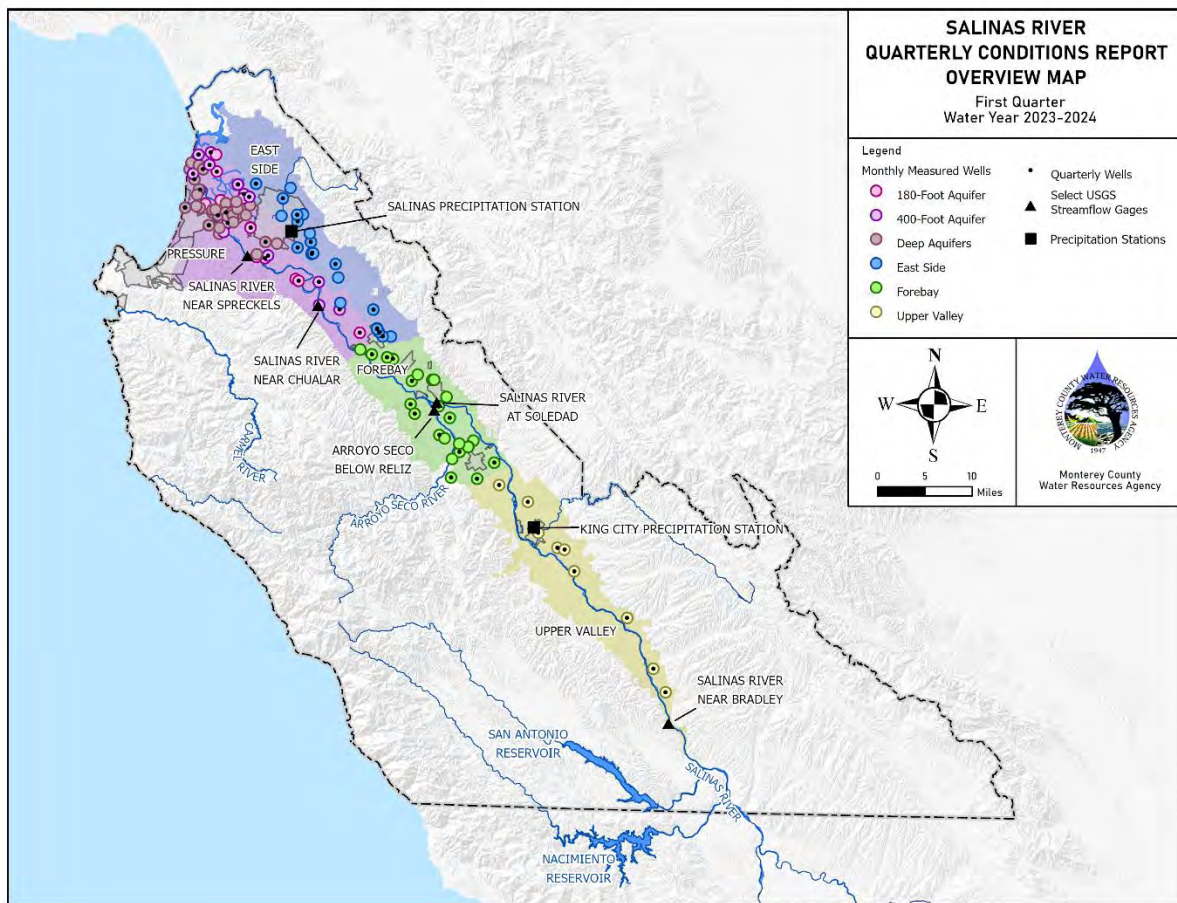 SALINAS RIVER
QUARTERLY CONDITIONS REPORT
OVERVIEW MAP
First Quarter
Water Year 2023-2024
Legend
Monthly Measured Wells
180-Foot Aquifer
400-Foot Aquifer
Deep Aquifers
East Side
Forebay
Upper Valley
Quarterly Wells
Select USGS
Streamflow Gages
Precipitation Stations
N
W
E
S
0 5 10
Miles
MONTEREY COUNTY WATER RESOURCES AGENCY
1947
Monterey County
Water Resources Agency
EAST
SIDE
SALINAS PRECIPITATION STATION
PRESSURE
SALINAS RIVER
NEAR SPRECKELS
SALINAS RIVER
NEAR CHUALAR
FOREBAY
SALINAS RIVER
AT SOLEDAD
ARROYO SECO
BELOW RELIZ
CARMEL RIVER
ARROYO SECO RIVER
KING CITY PRECIPITATION STATION
UPPER VALLEY
SALINAS RIVER
NEAR BRADLEY
SAN ANTONIO
RESERVOIR
SALINAS RIVER
NACIMIENTO
RESERVOIR